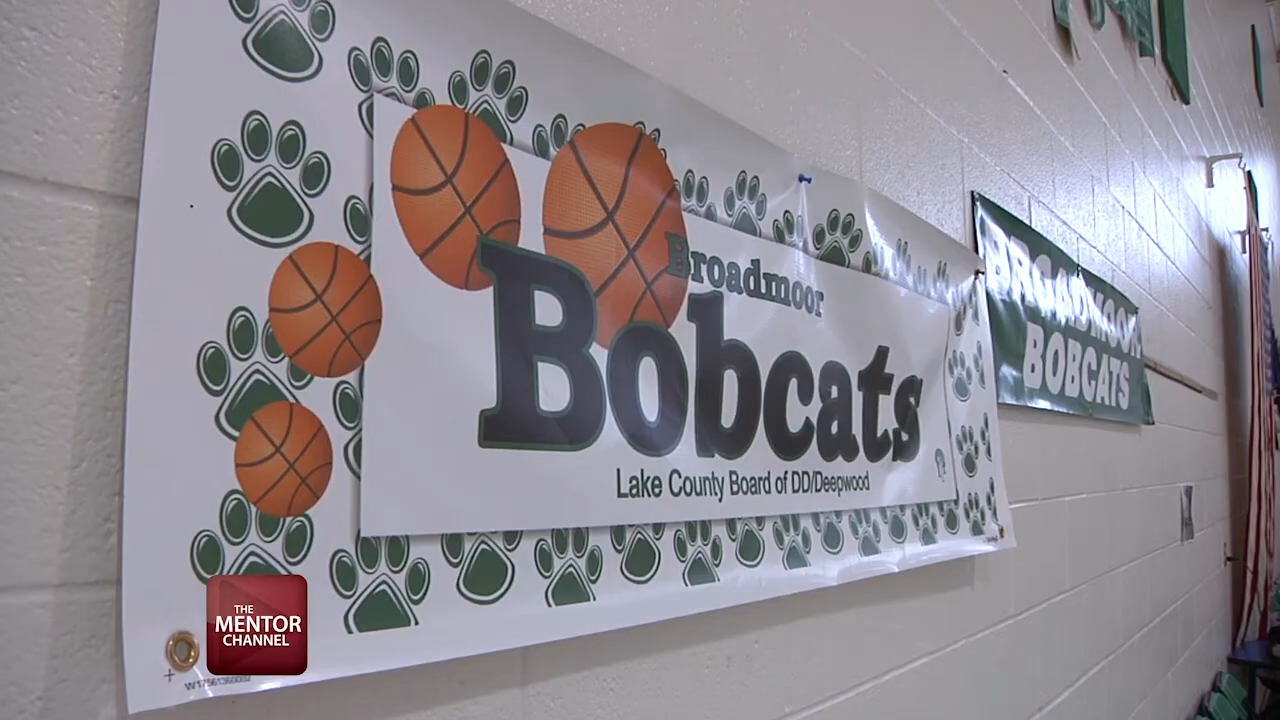 Broadmoor
Bobcats
Lake County Board of DD/Deepwood
BROADMOOR
BOBCATS
THE
MENTOR
CHANNEL